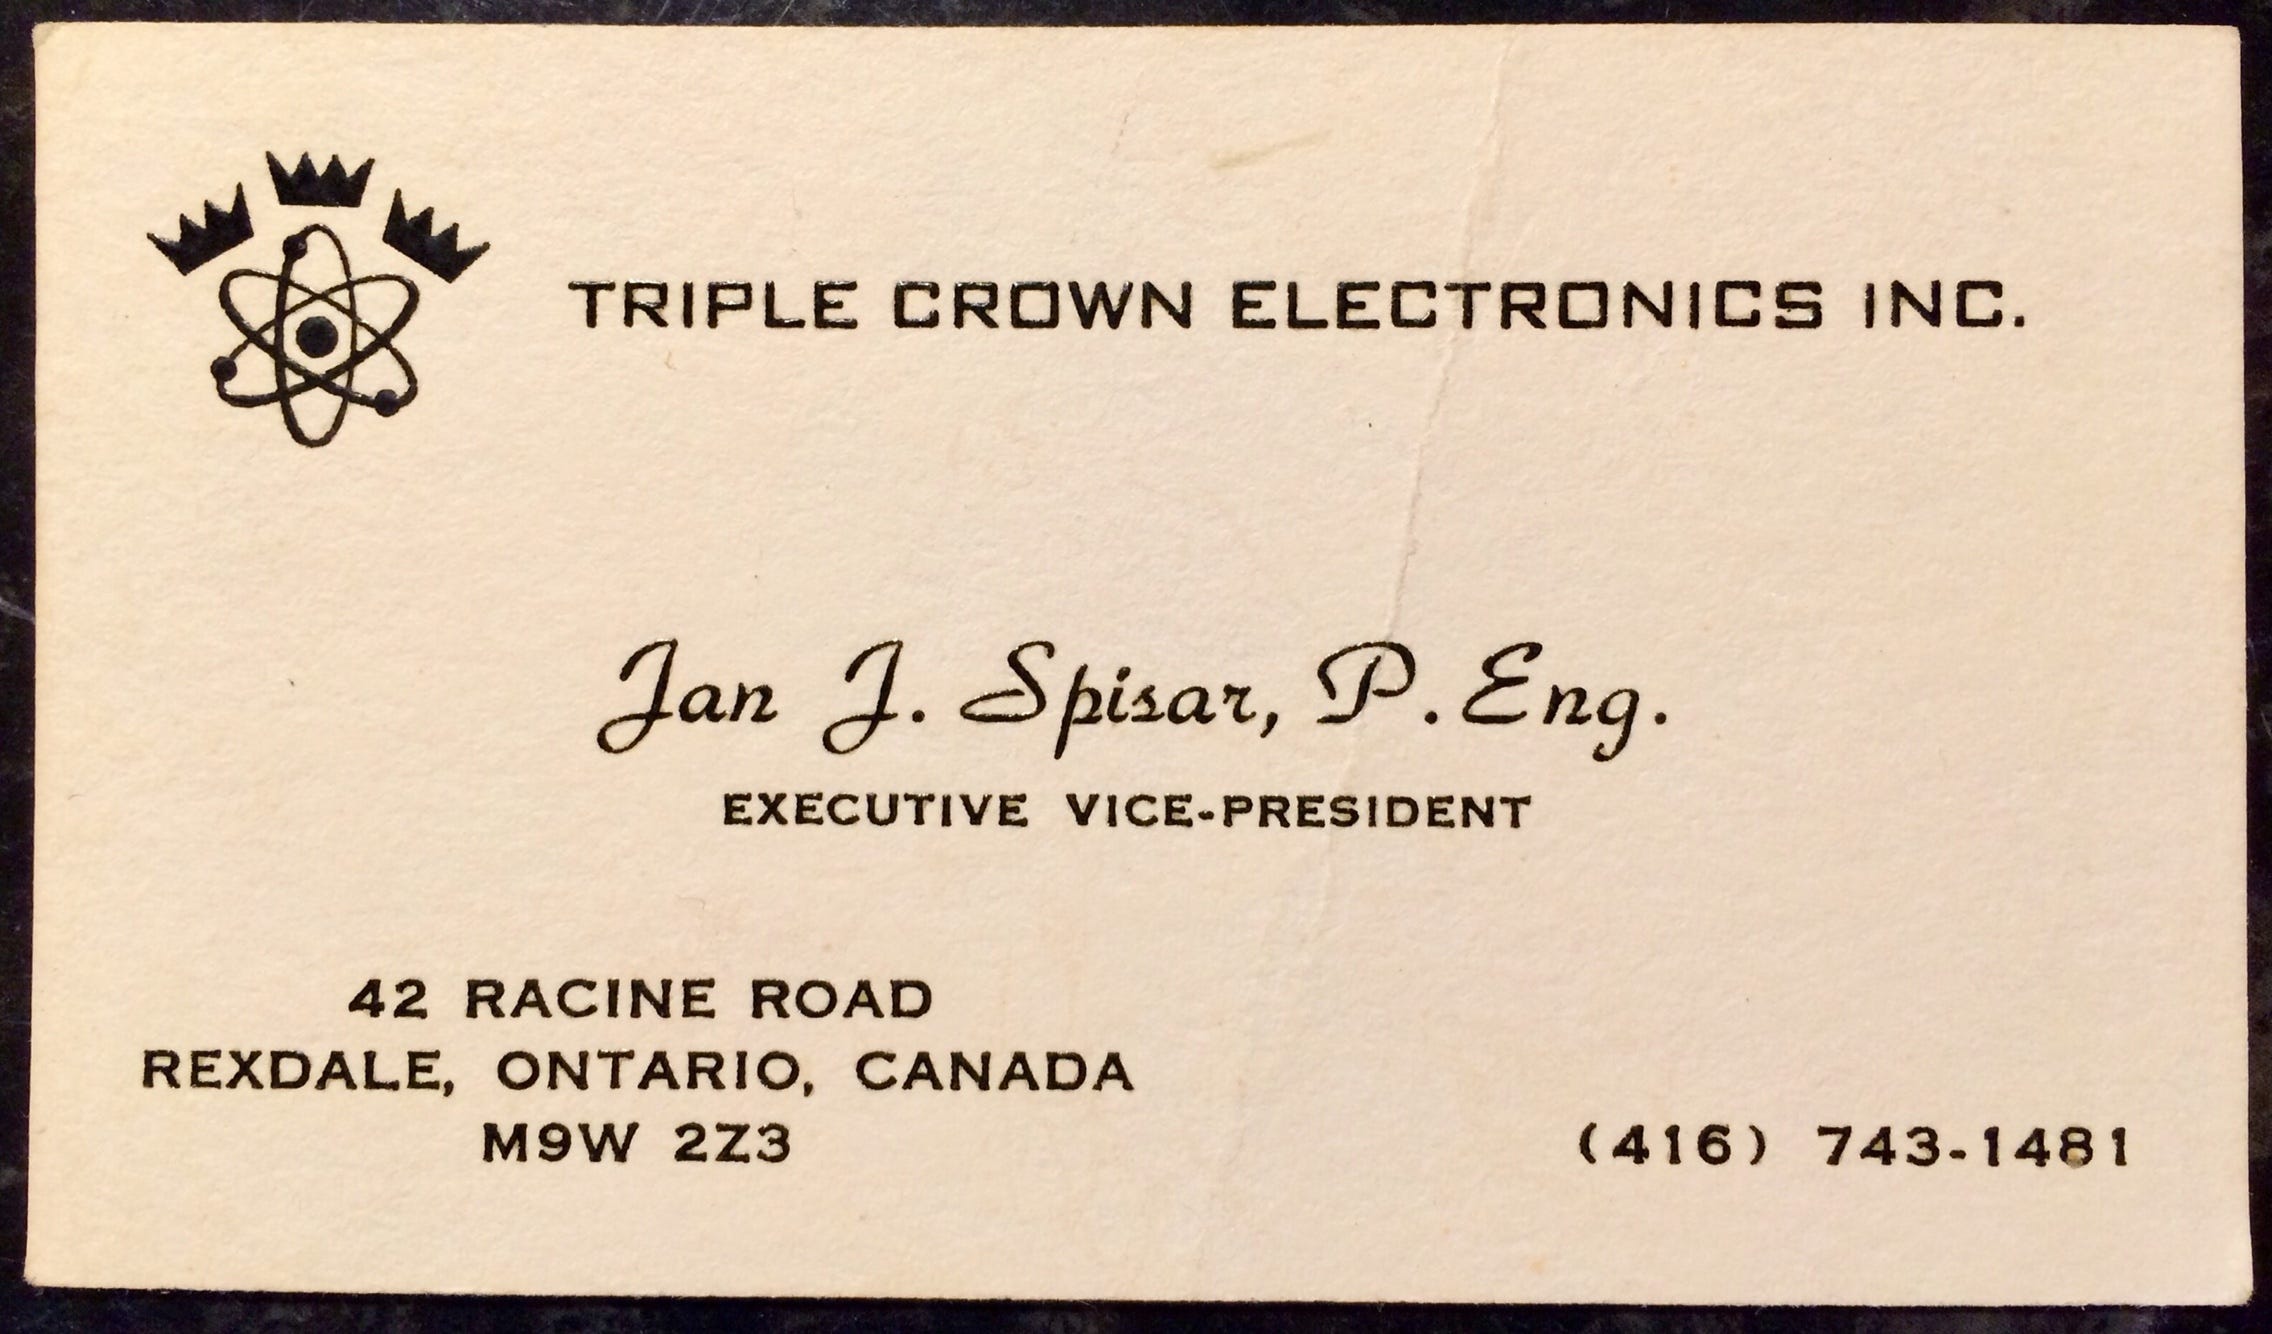 TRIPLE CROWN ELECTRONICS INC.
Jan J. Spisar, P. Eng.
EXECUTIVE VICE-PRESIDENT
42 RACINE ROAD
REXDALE, ONTARIO, CANADA
M9W 2Z3
(416) 743-1481